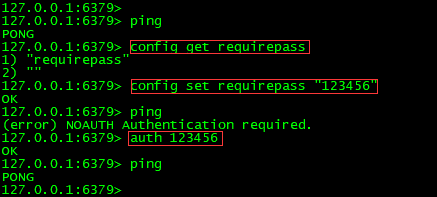 127.0.0.1:6379>
127.0.0.1:6379> ping
PONG
127.0.0.1:6379> config get requirepass
1) "requirepass"
2) ""
127.0.0.1:6379> config set requirepass "123456"
OK
127.0.0.1:6379> ping
(error) NOAUTH Authentication required.
127.0.0.1:6379> auth 123456
OK
127.0.0.1:6379> ping
PONG
127.0.0.1:6379>